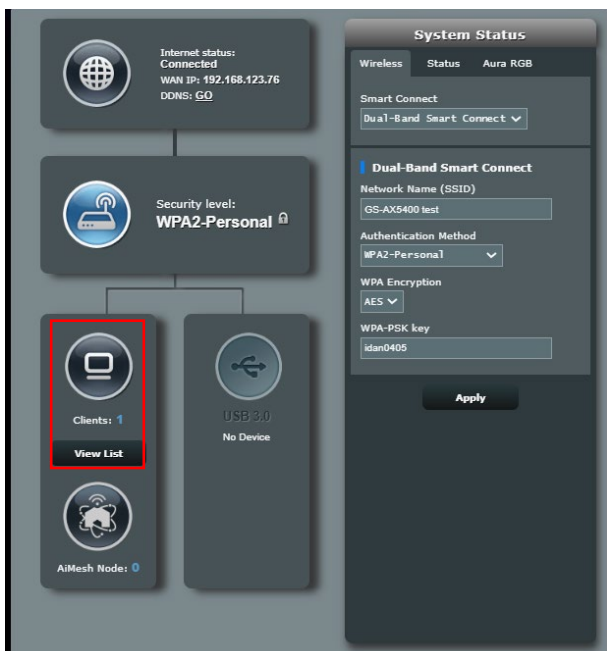 Internet status:
Connected
WAN IP: 192.168.123.76
DDNS: GO
Security level:
WPA2-Personal
Clients: 1
View List
AiMesh Node: 0
USB 3.0
No Device
System Status
Wireless Status Aura RGB
Smart Connect
Dual-Band Smart Connect
Dual-Band Smart Connect
Network Name (SSID)
GS-AX5400 test
Authentication Method
WPA2-Personal
WPA Encryption
AES
WPA-PSK key
idan0405
Apply